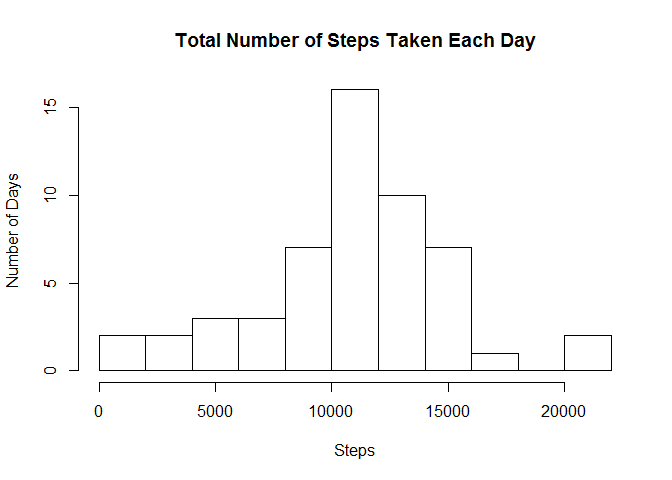 Total Number of Steps Taken Each Day
Number of Days
15
10
5
0
0 5000 10000 15000 20000
Steps